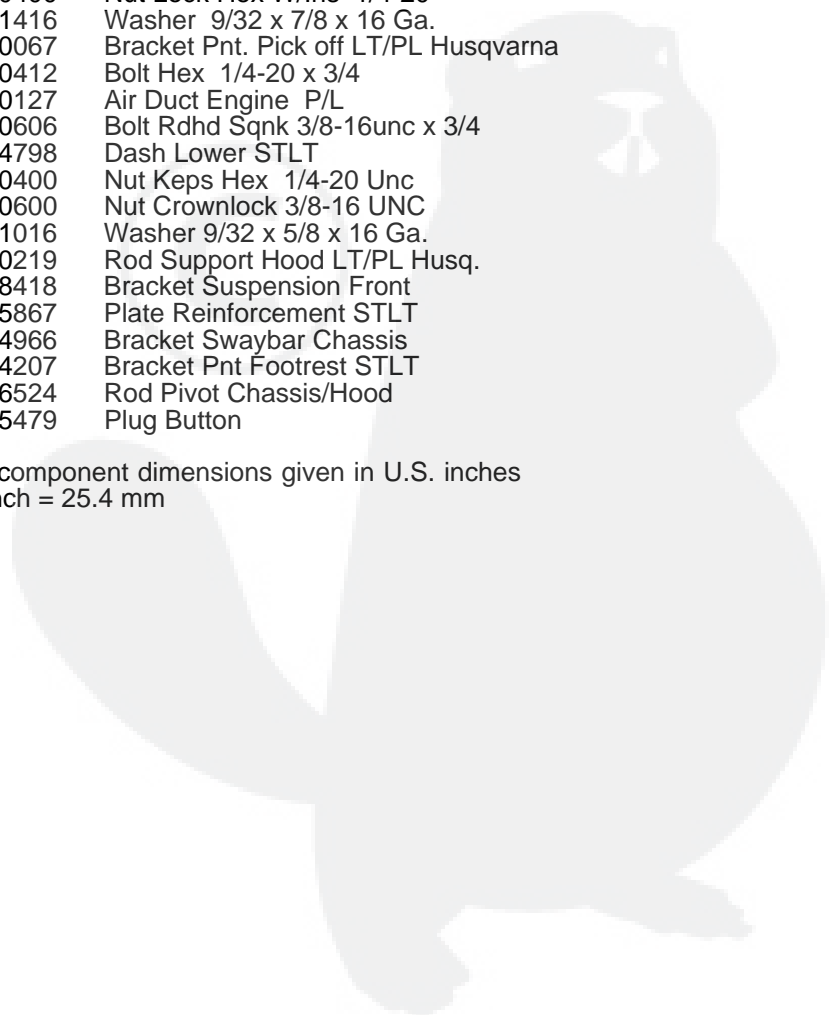 1416 Washer 9/32 x 7/8 x 16 Ga.
0067 Bracket Pnt. Pick off LT/PL Husqvarna
0412 Bolt Hex 1/4-20 x 3/4
0127 Air Duct Engine P/L
0606 Bolt Rdhd Sqnk 3/8-16unc x 3/4
4798 Dash Lower STLT
0400 Nut Keps Hex 1/4-20 Unc
0600 Nut Crownlock 3/8-16 UNC
1016 Washer 9/32 x 5/8 x 16 Ga.
0219 Rod Support Hood LT/PL Husq.
8418 Bracket Suspension Front
5867 Plate Reinforcement STLT
4966 Bracket Swaybar Chassis
4207 Bracket Pnt Footrest STLT
6524 Rod Pivot Chassis/Hood
5479 Plug Button
component dimensions given in U.S. inches
= 25.4 mm